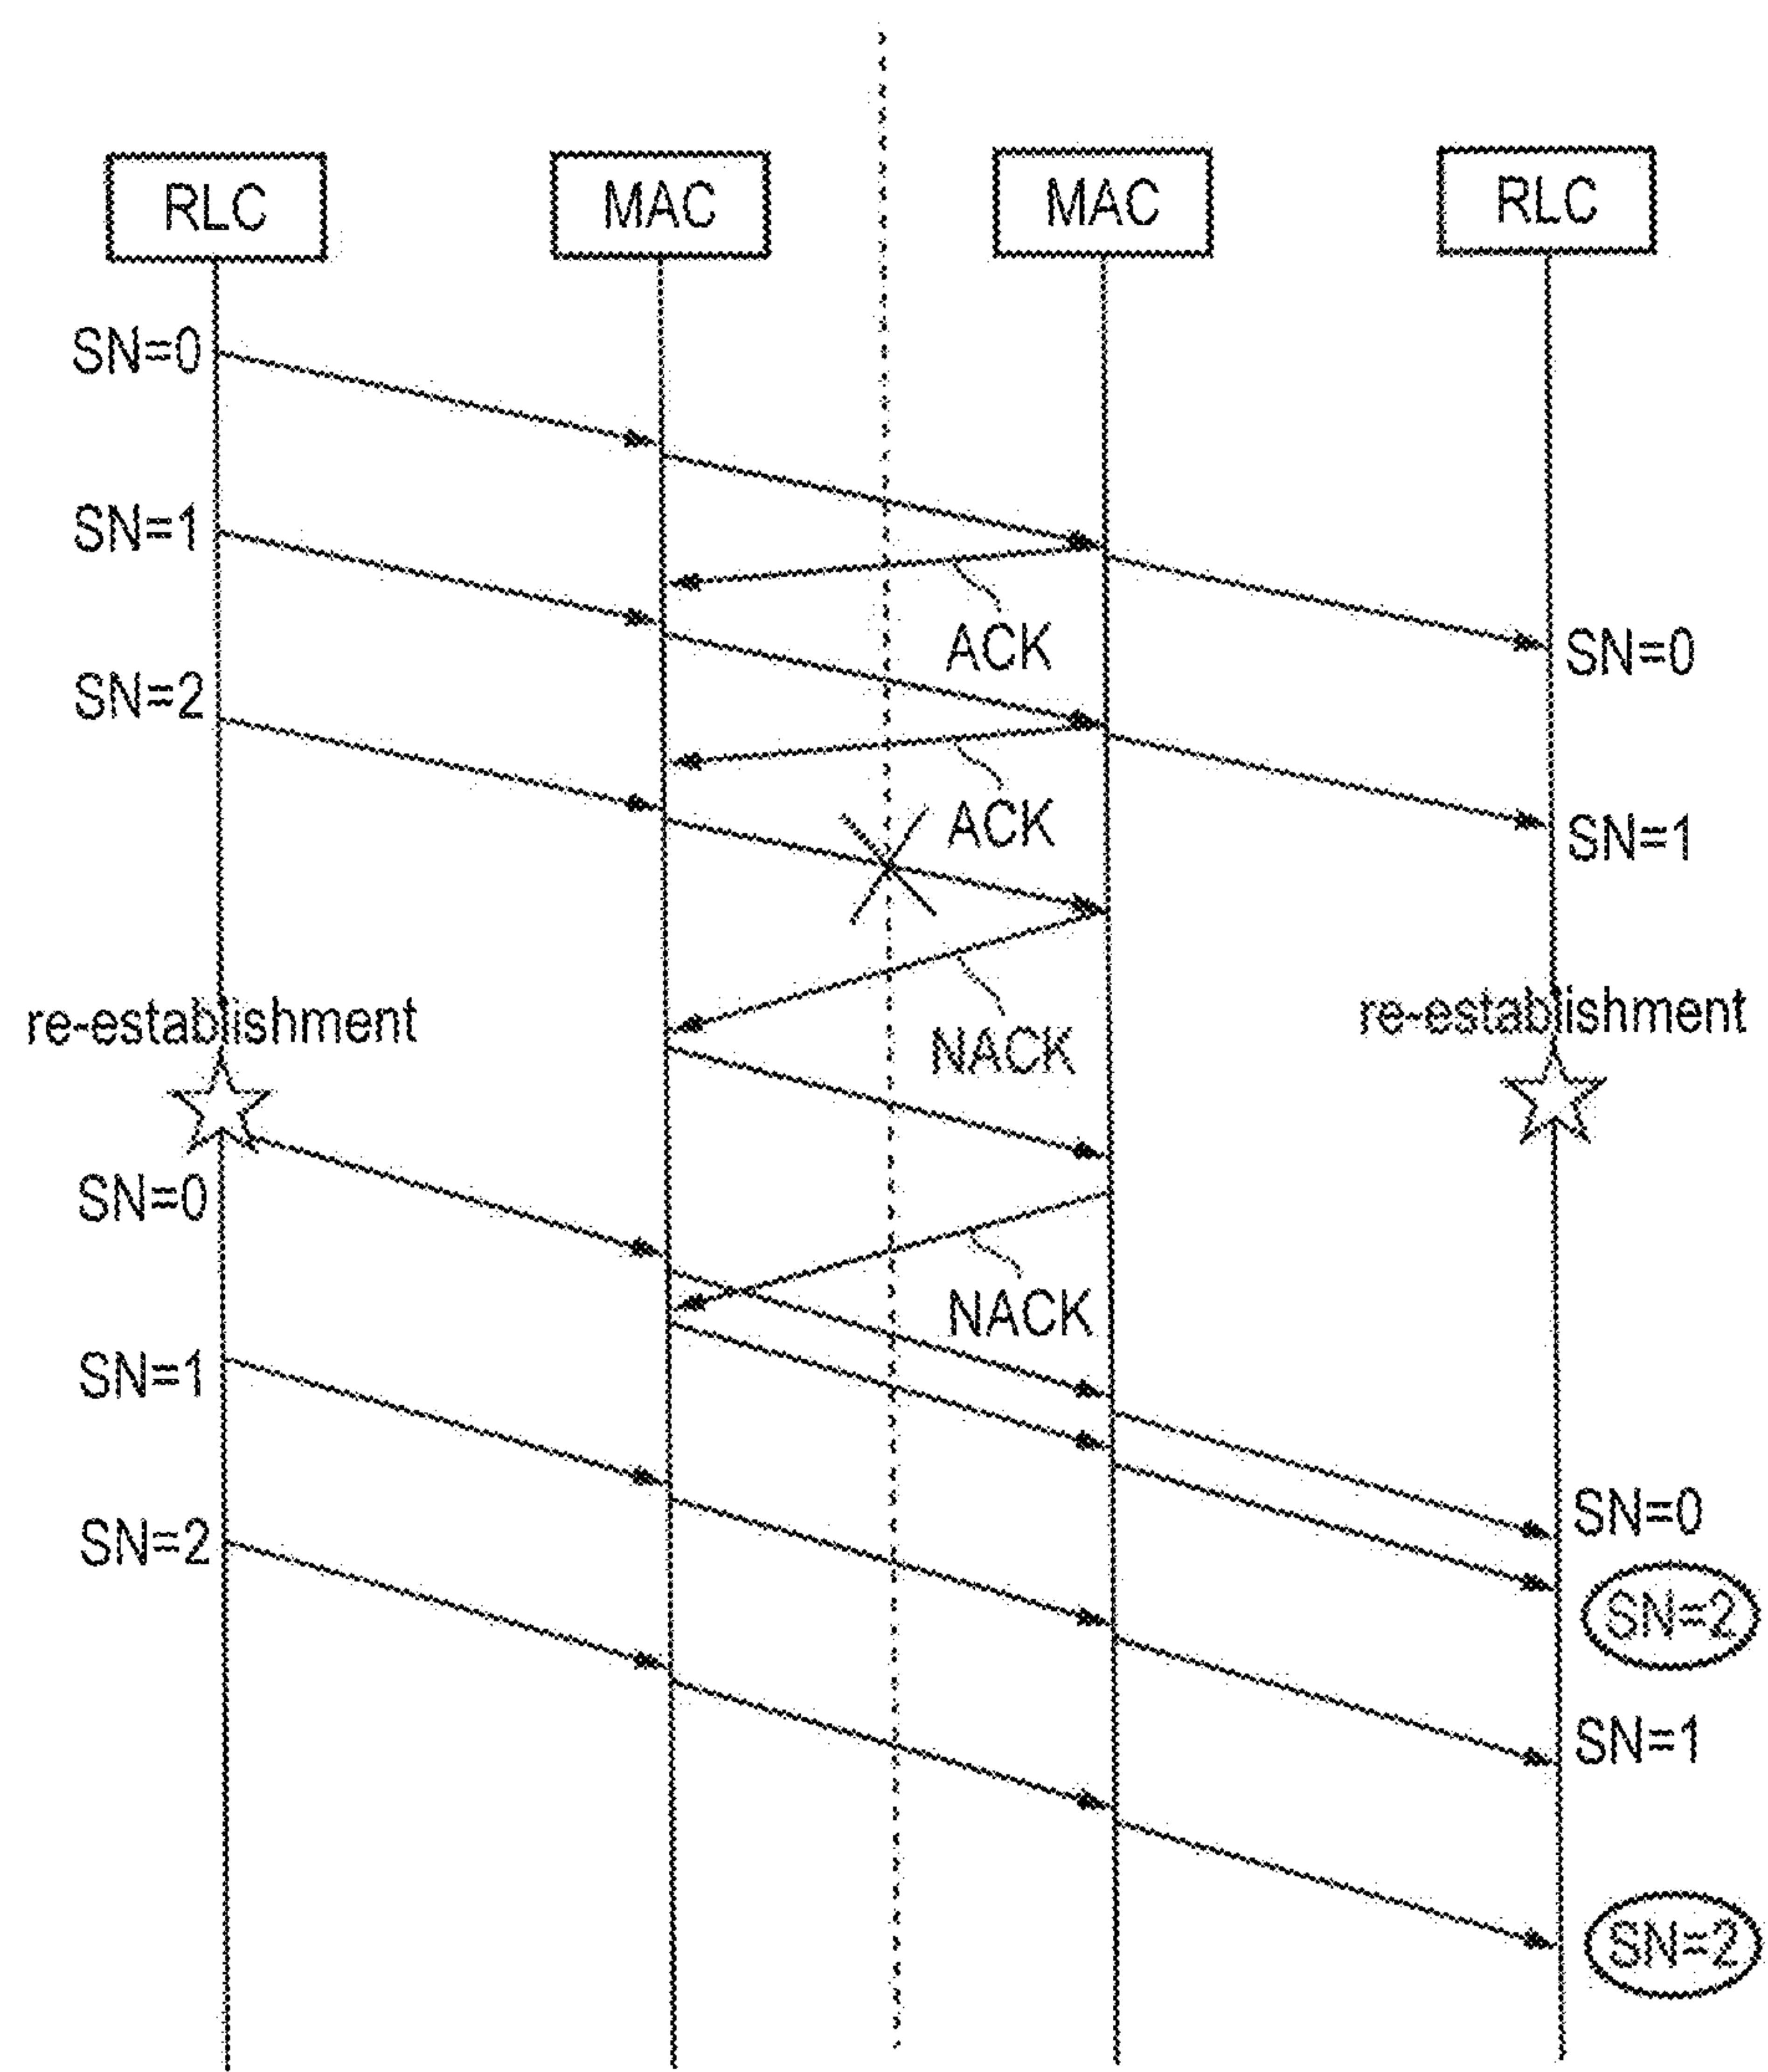 RLC MAC MAC RLC
SN=0
SN=1
ACK
SN=0
SN=2
ACK
SN=1
re-establishment
re-establishment
NACK
SN=0
NACK
SN=1
SN=0
SN=2
SN=2
SN=1
SN=2